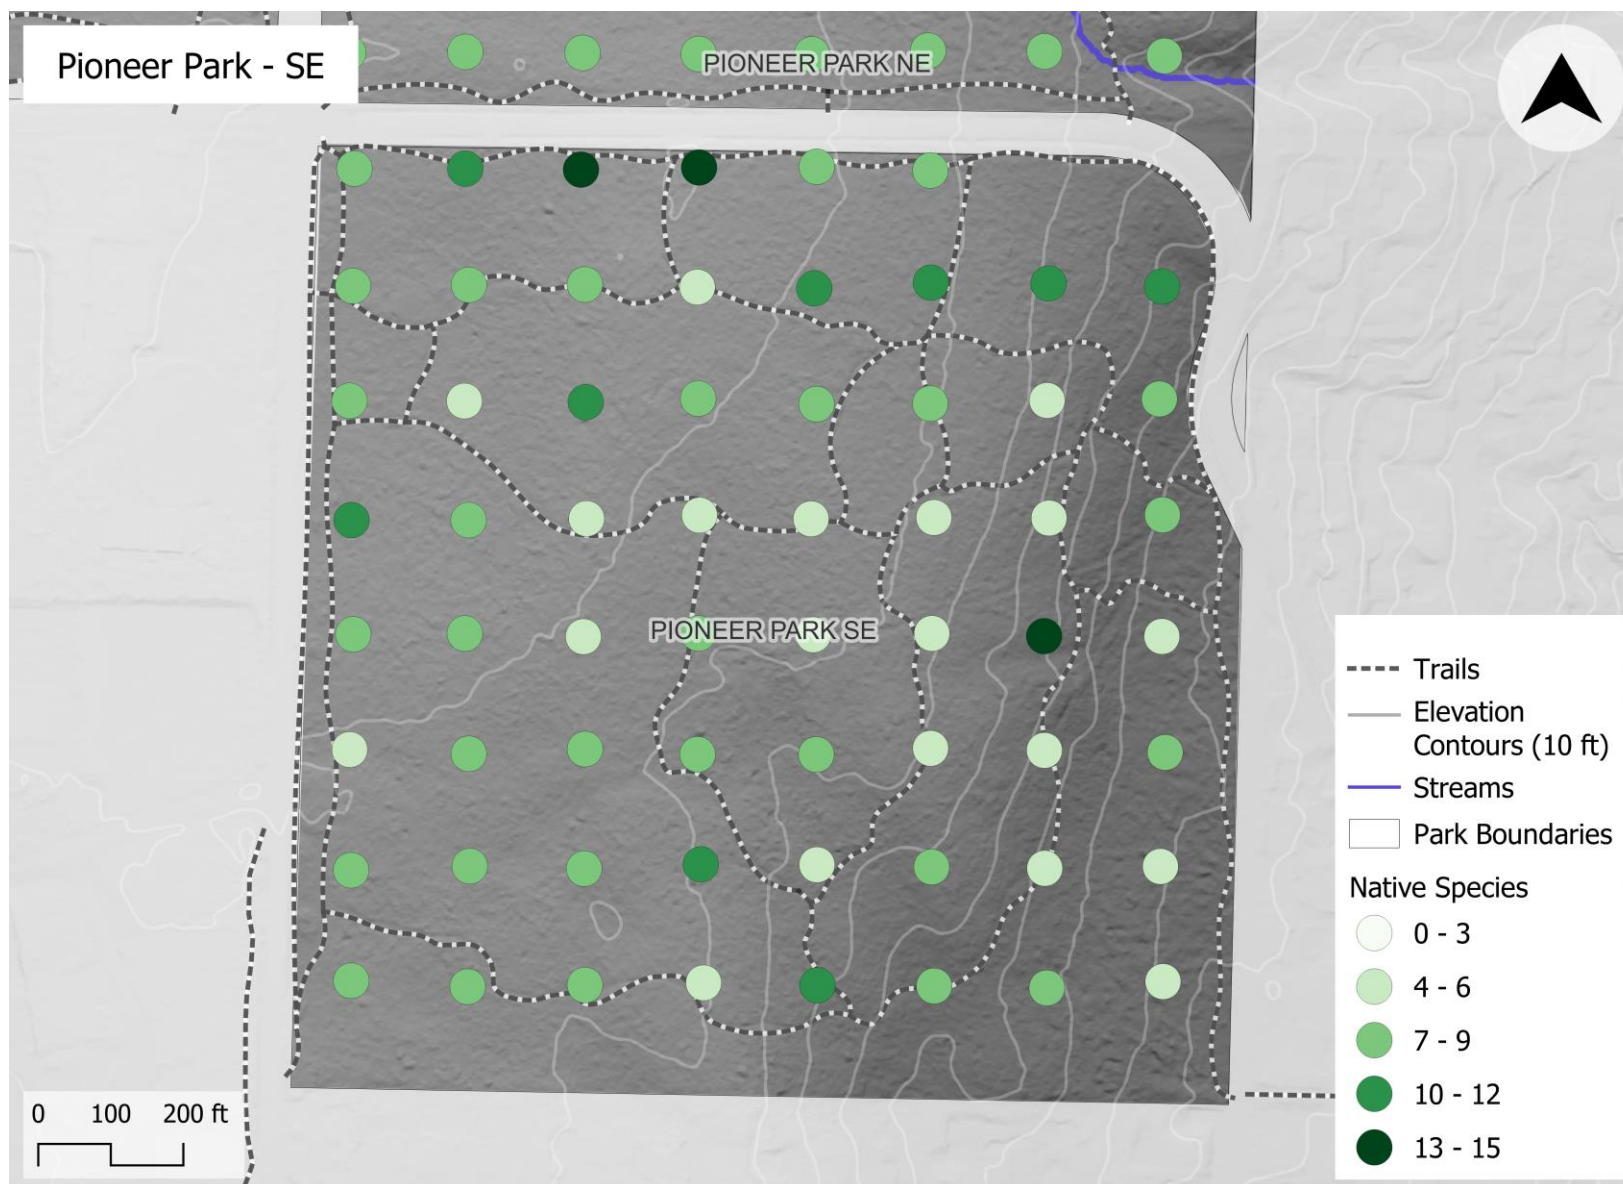 Pioneer Park - SE
PIONEER PARK NE
PIONEER PARK SE
Trails
Elevation
Contours (10 ft)
Streams
Park Boundaries
Native Species
0 - 3
4 - 6
7 - 9
10 - 12
13 - 15
0 100 200 ft